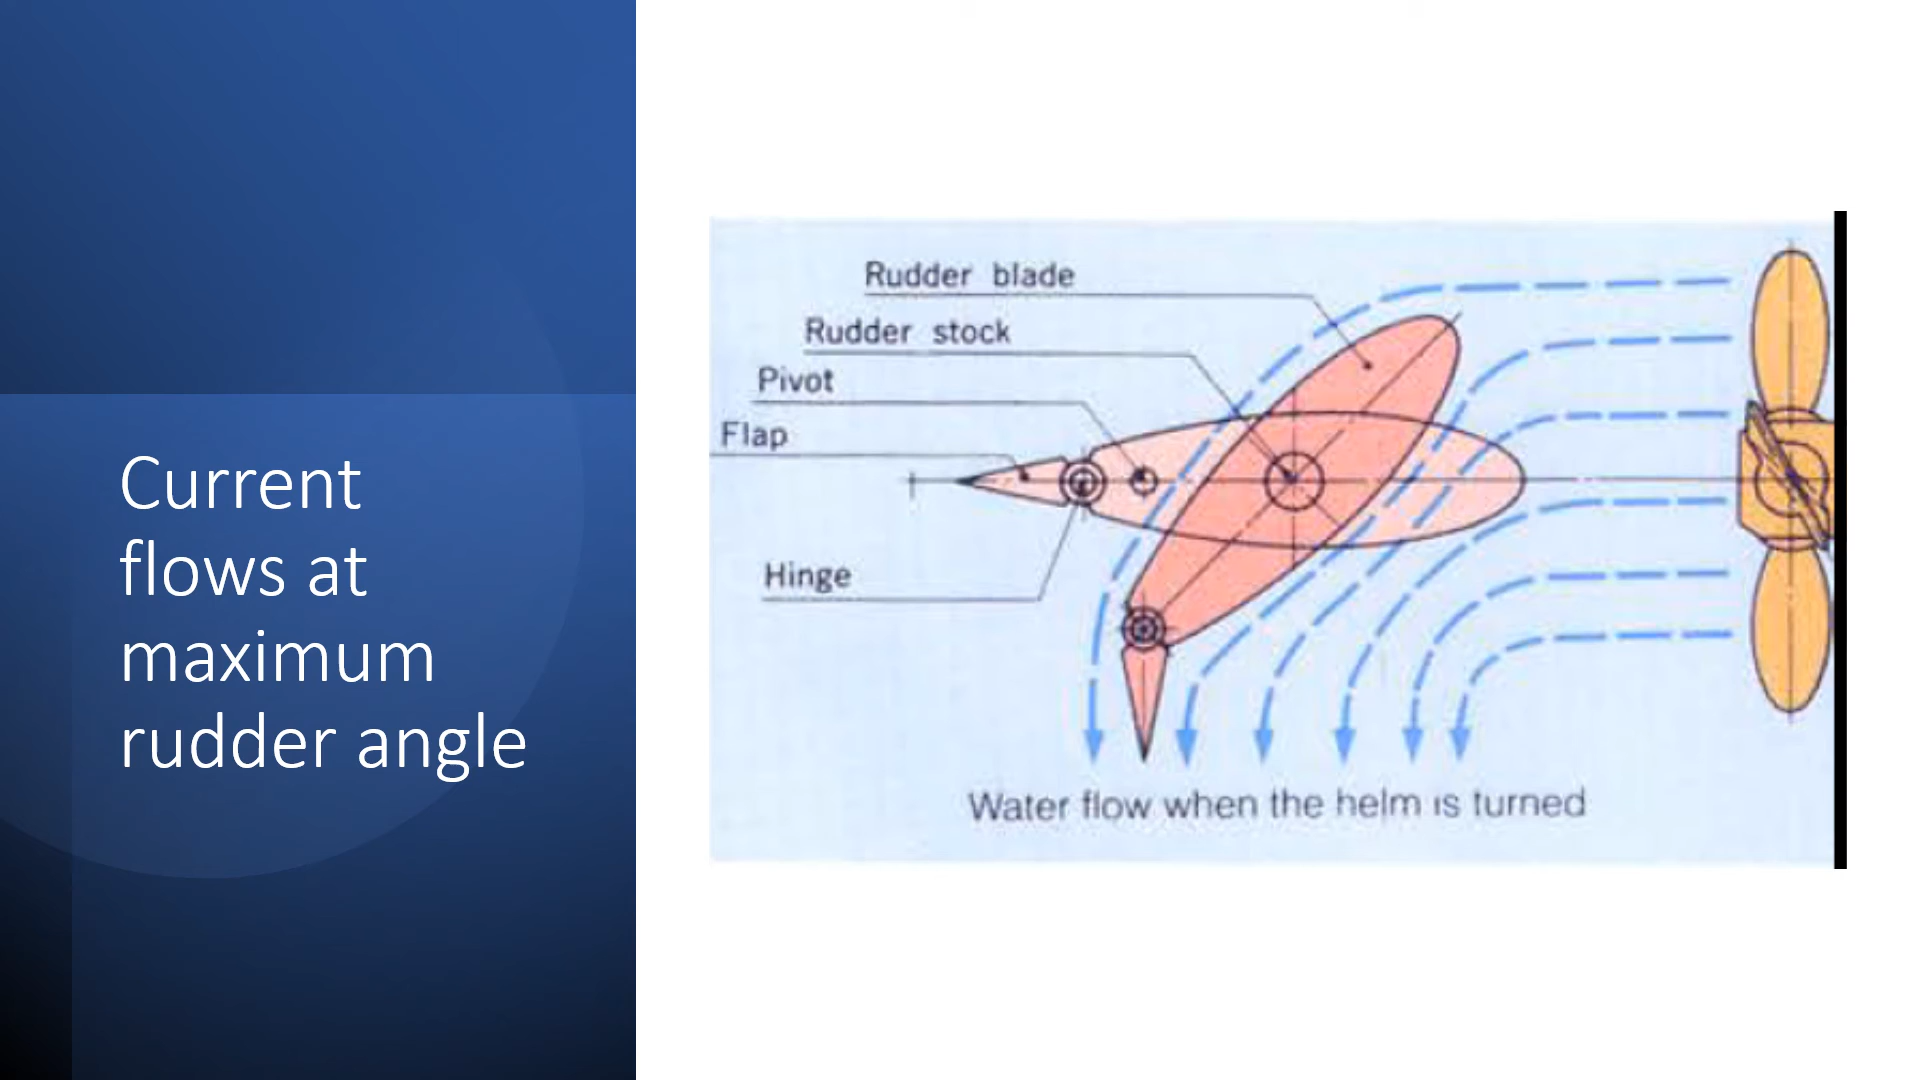 Current
flows at
maximum
rudder angle
Rudder blade
Rudder stock
Pivot
Flap
Hinge
Water flow when the helm is turned